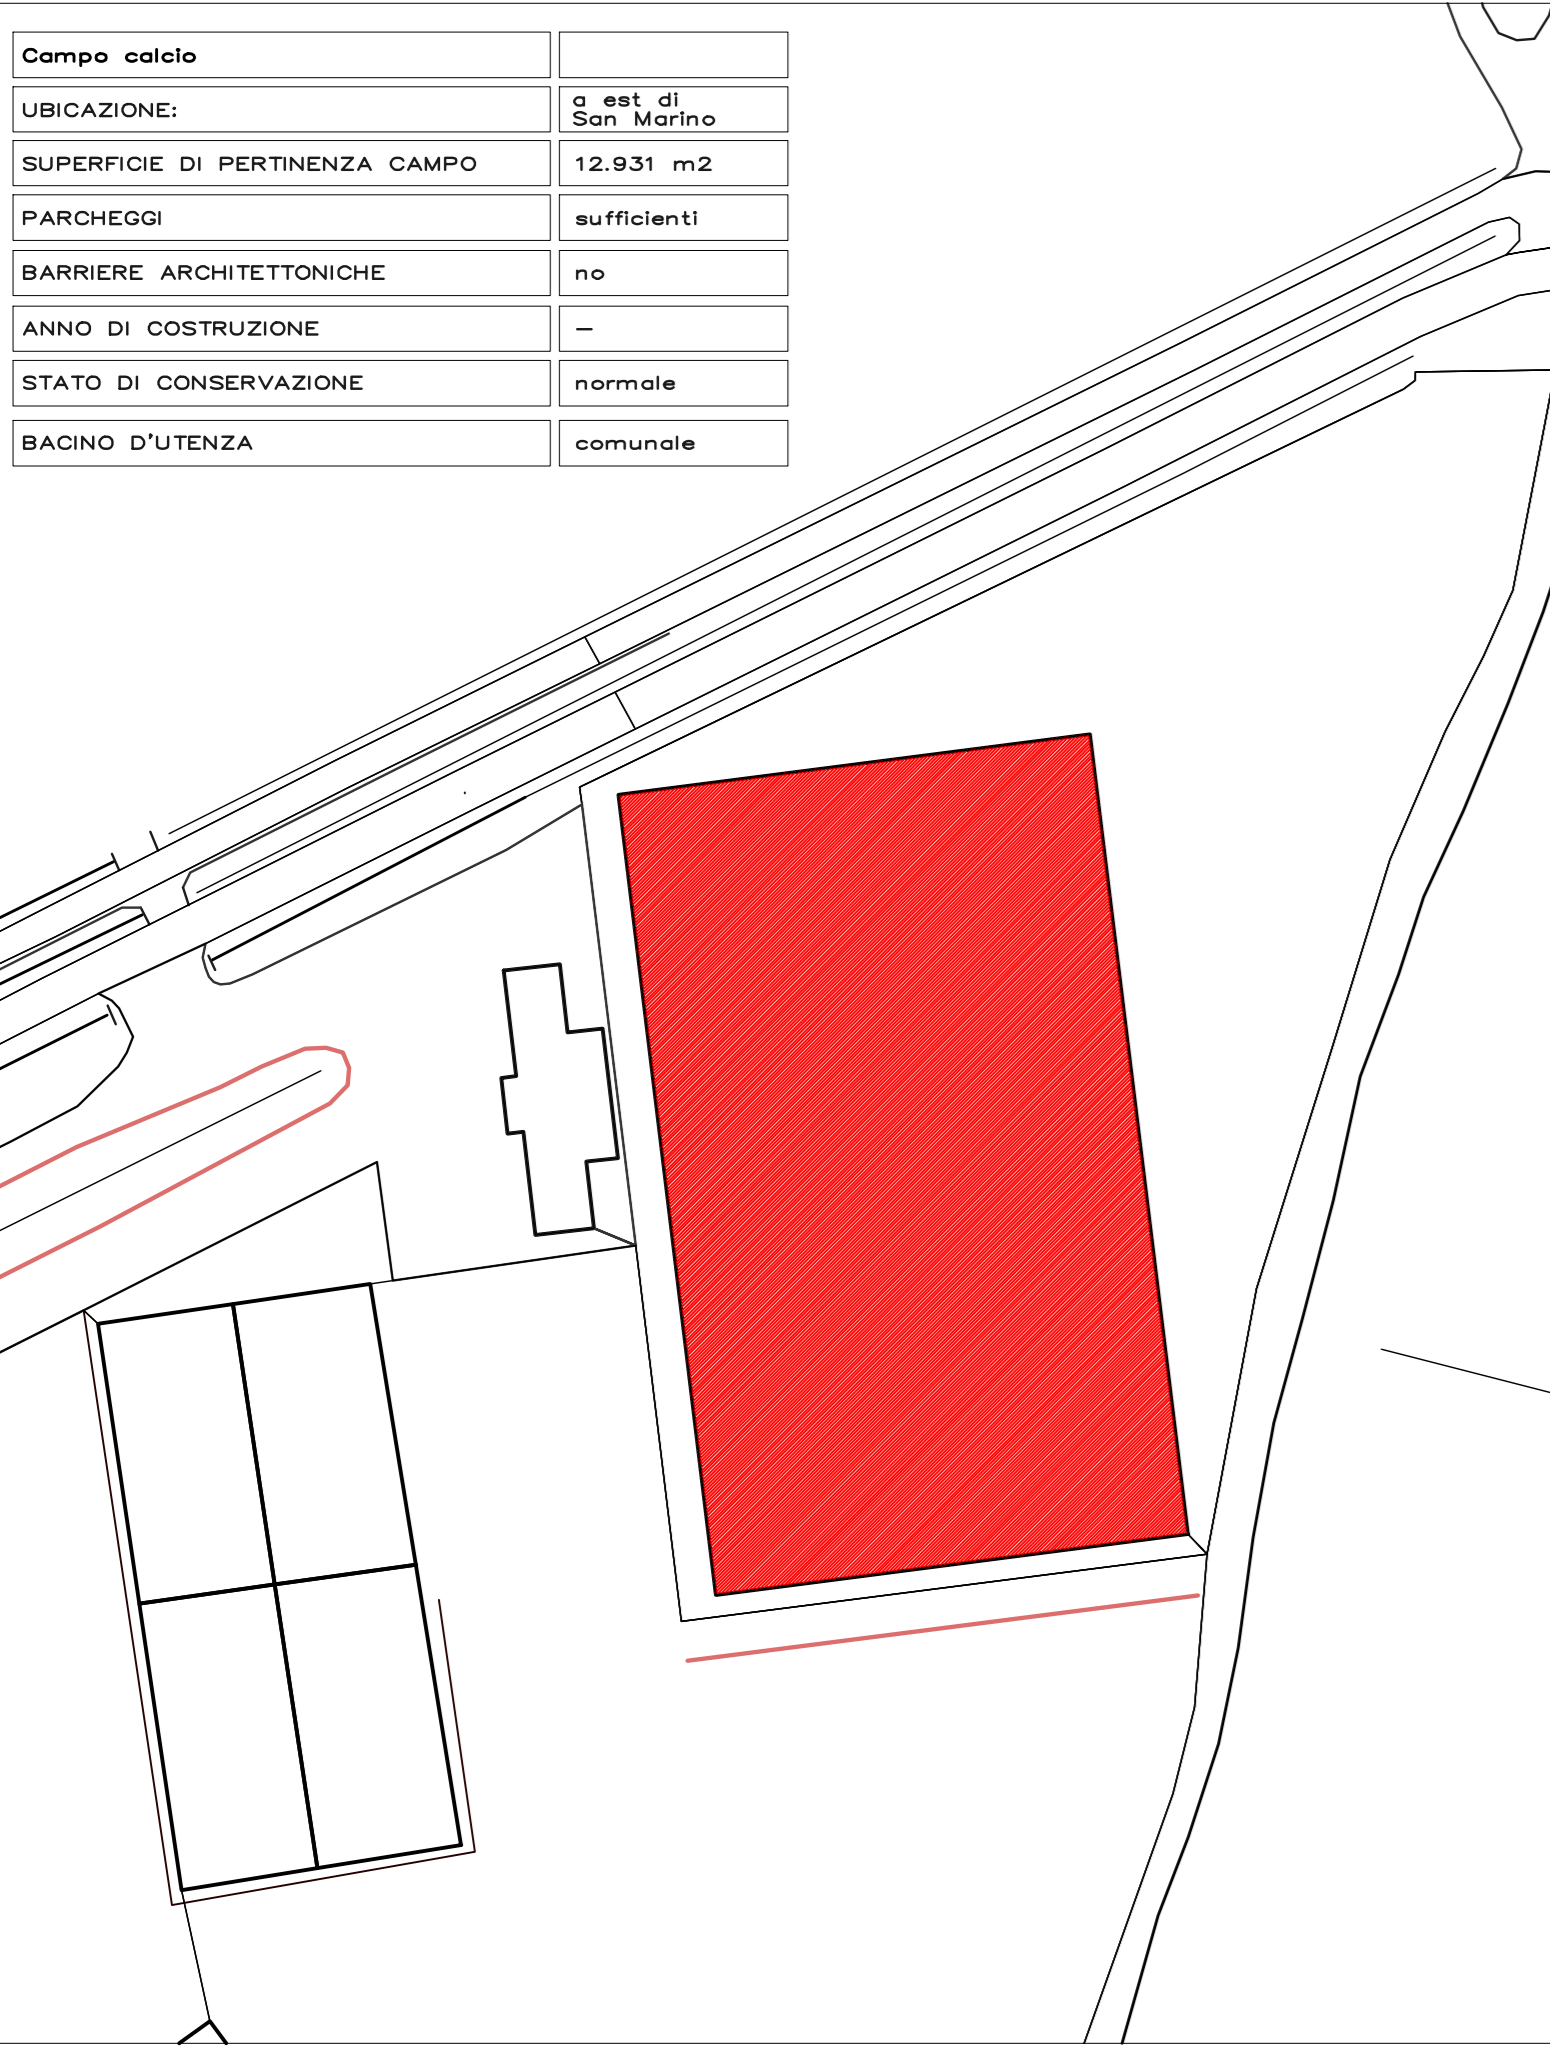 Campo calcio
UBICAZIONE:
a est di
San Marino
SUPERFICIE DI PERTINENZA CAMPO
12.931 m2
PARCHEGGI
sufficienti
BARRIERE ARCHITETTONICHE
no
ANNO DI COSTRUZIONE
–
STATO DI CONSERVAZIONE
normale
BACINO D'UTENZA
comunale